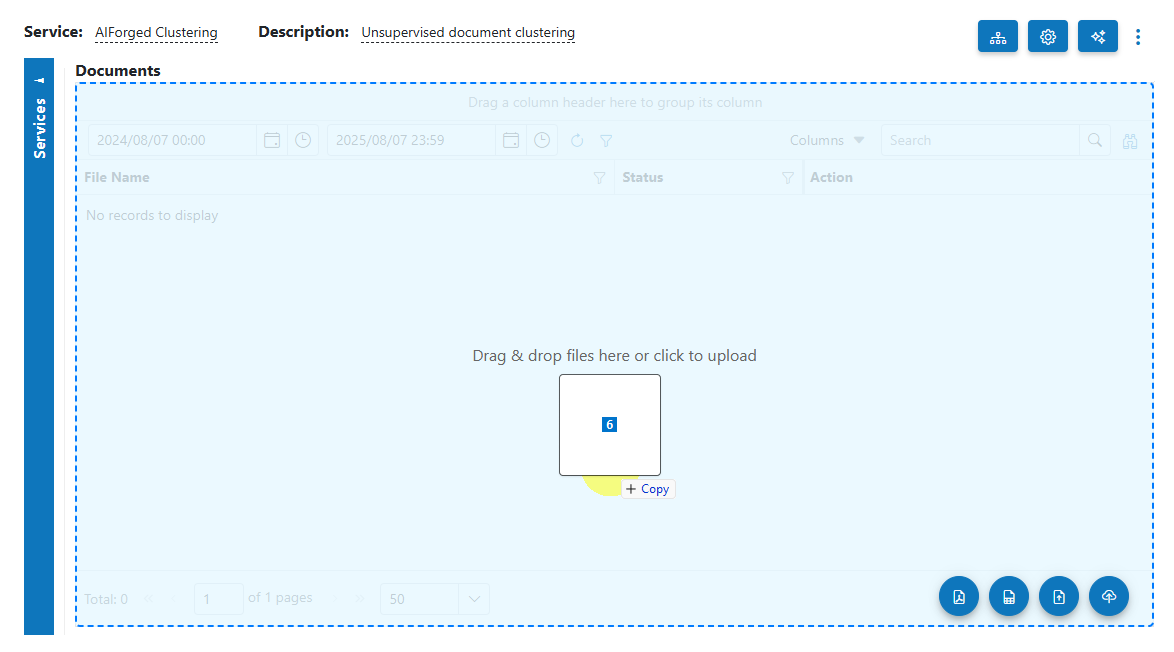 Service: AIForged Clustering Description: Unsupervised document clustering
Services
Documents
Drag a column header here to group its column
2024/08/07 00:00 2025/08/07 23:59 Columns Search
File Name Status Action
No records to display
Drag & drop files here or click to upload
6
+ Copy
Total: 0 1 of 1 pages 50